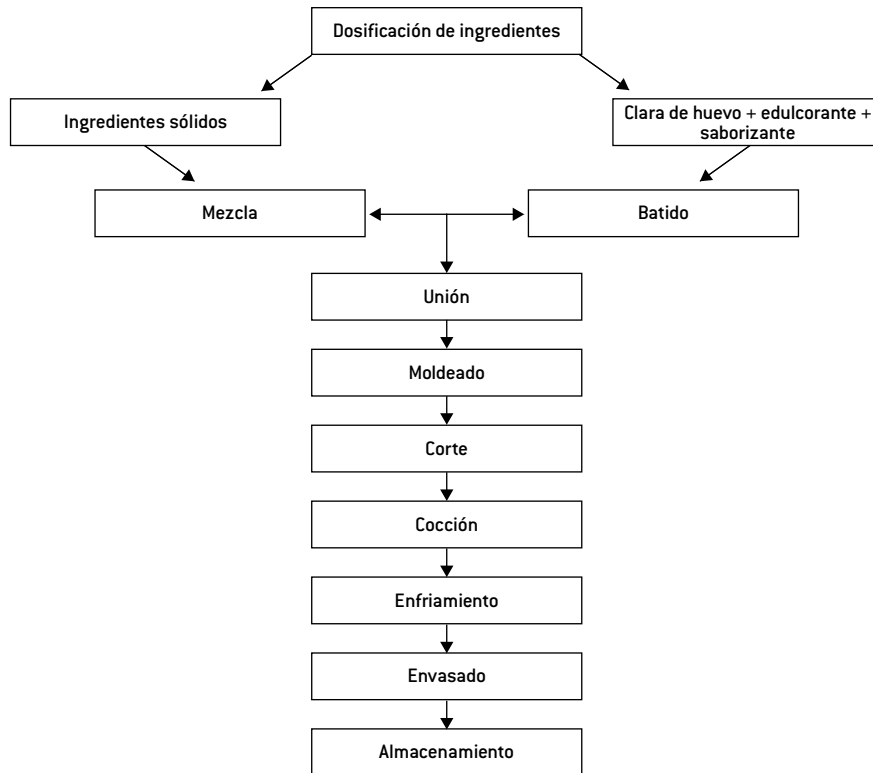 Dosificación de ingredientes
Ingredientes sólidos
Clara de huevo + edulcorante +
saborizante
Mezcla
Batido
Unión
Moldeado
Corte
Cocción
Enfriamiento
Envasado
Almacenamiento